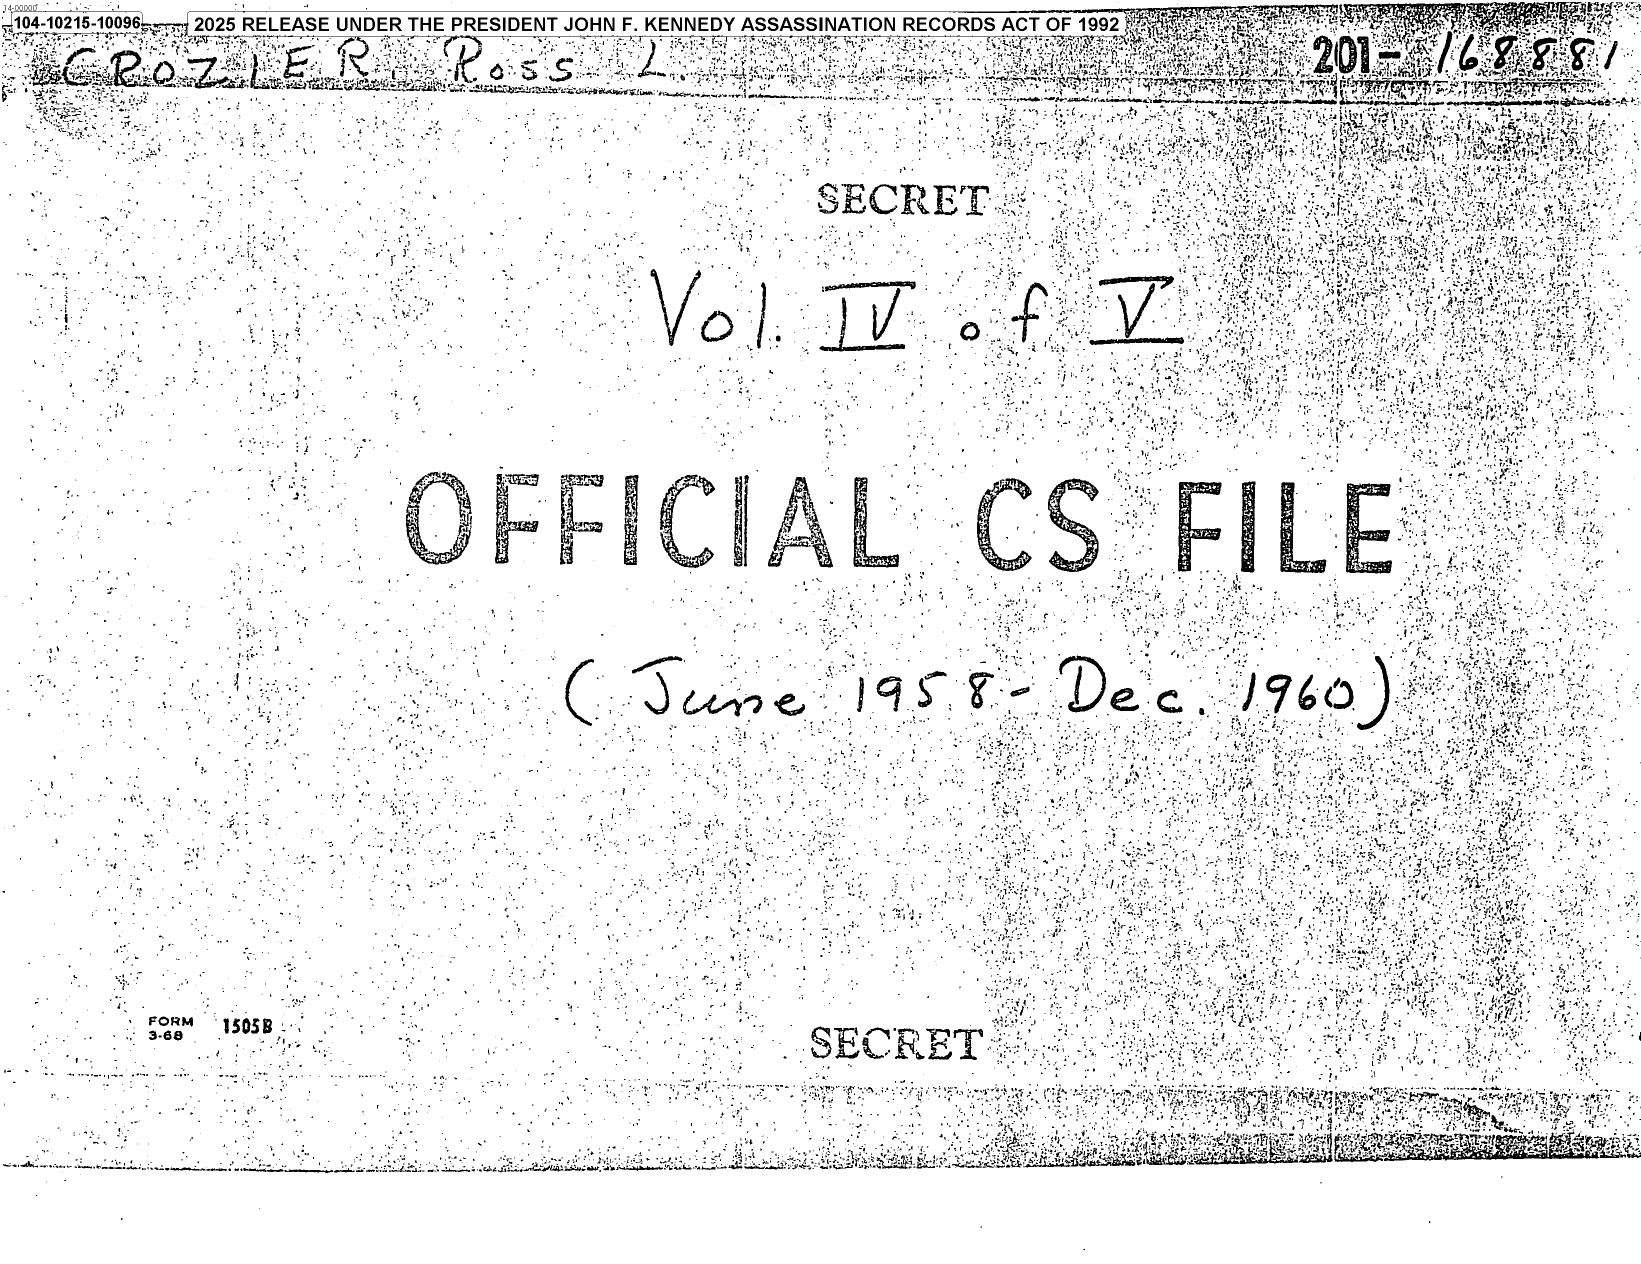 14-00000
104-10215-10096 2025 RELEASE UNDER THE PRESIDENT JOHN F. KENNEDY ASSASSINATION RECORDS ACT OF 1992
CROZIER, Ross L. 201-168881
SECRET
Vol. IV of V
OFFICIAL CS FILE
(June 1958 - Dec. 1960)
FORM 1505B
3-68
SECRET